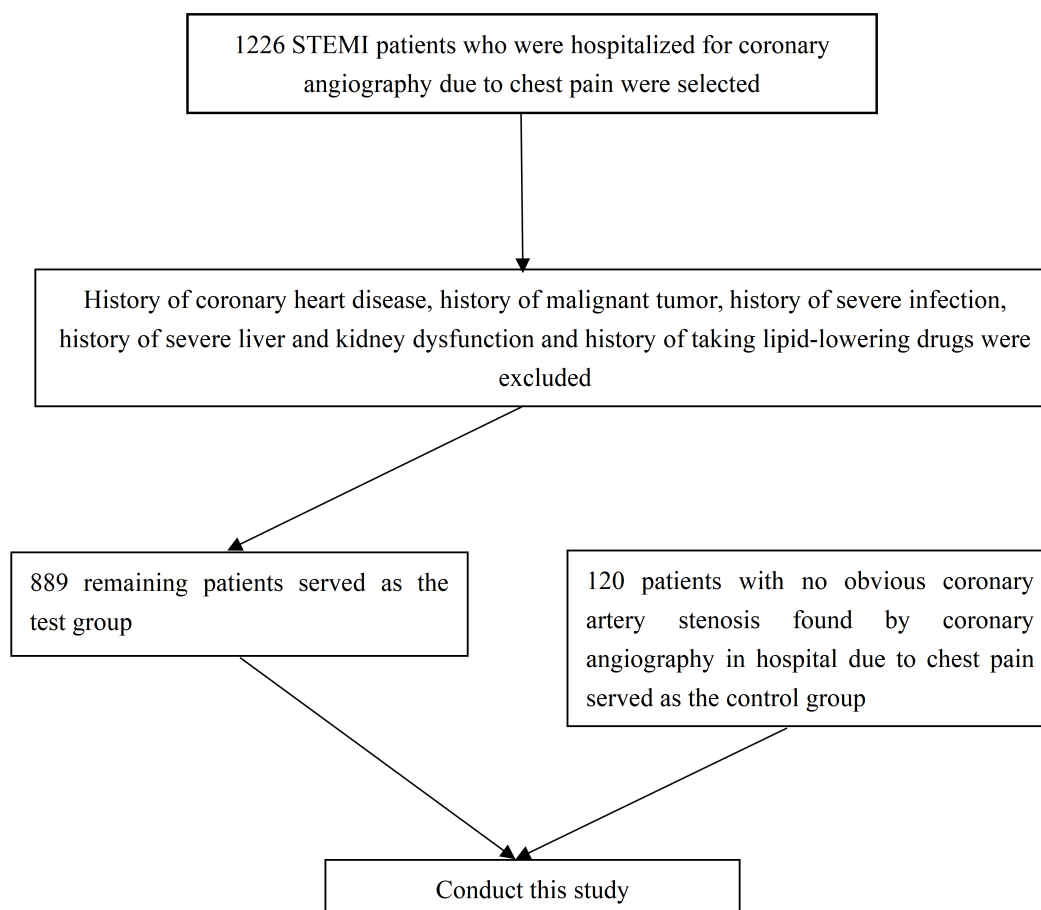 1226 STEMI patients who were hospitalized for coronary
angiography due to chest pain were selected
History of coronary heart disease, history of malignant tumor, history of severe infection,
history of severe liver and kidney dysfunction and history of taking lipid-lowering drugs were
excluded
889 remaining patients served as the
test group
120 patients with no obvious coronary
artery stenosis found by coronary
angiography in hospital due to chest pain
served as the control group
Conduct this study